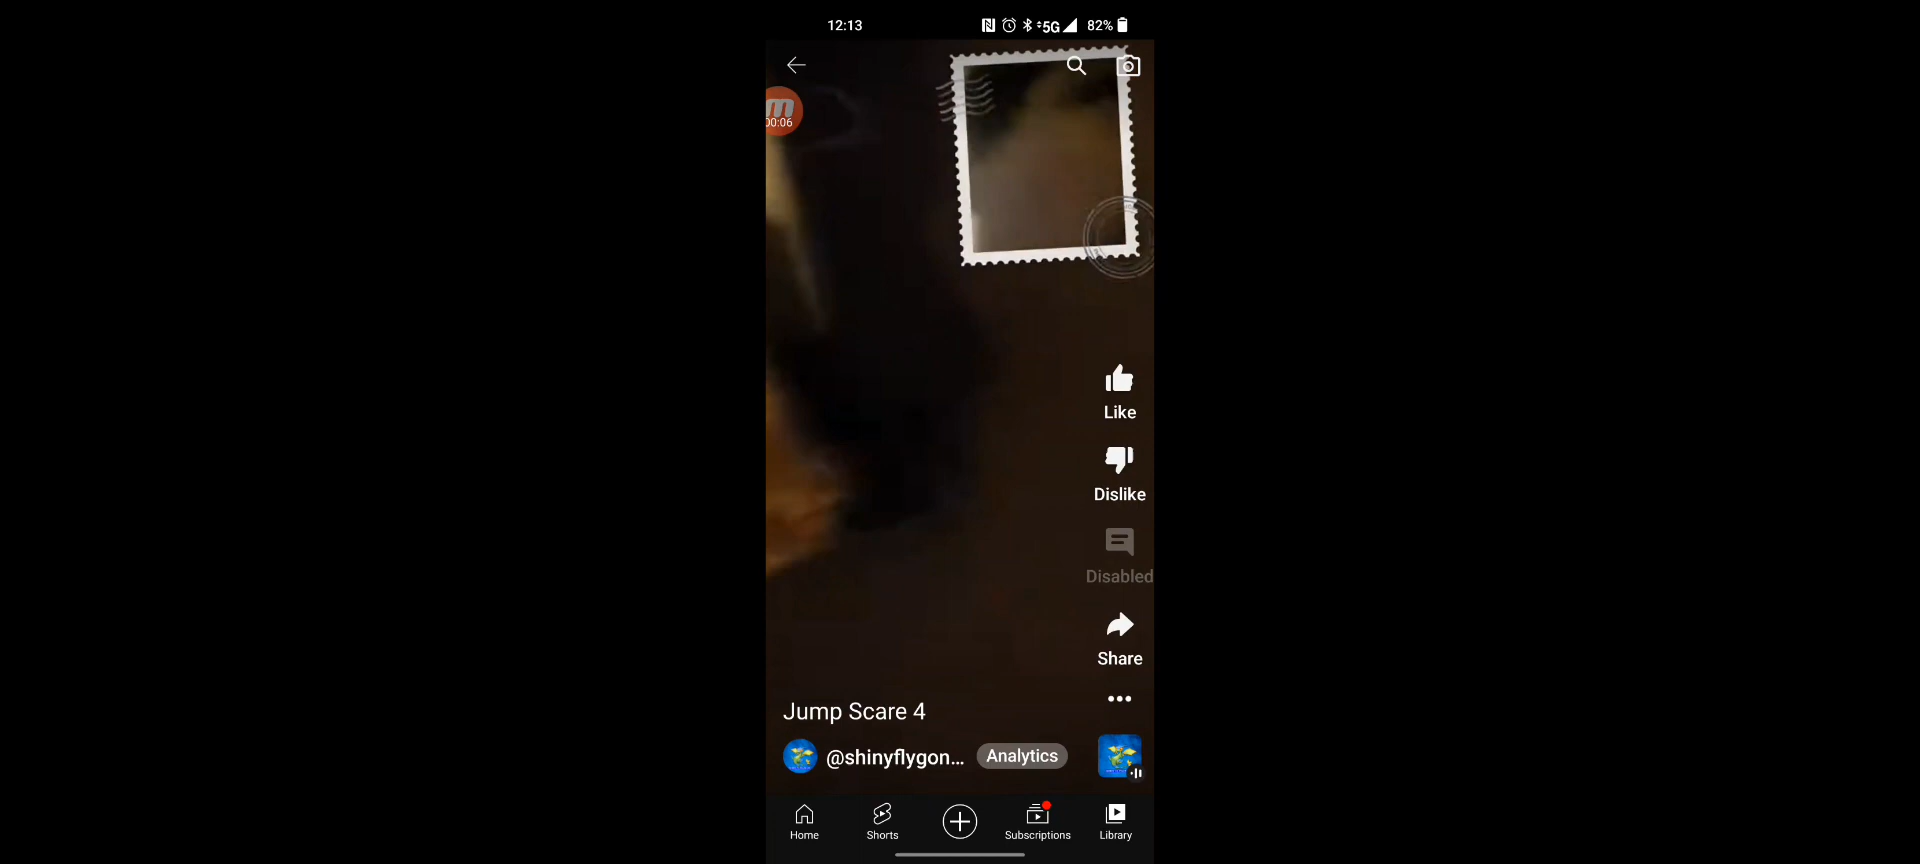 12:13
5G 82%
m
00:06
Like
Dislike
Disabled
Share
Jump Scare 4
@shinyflygon... Analytics
Home Shorts Subscriptions Library